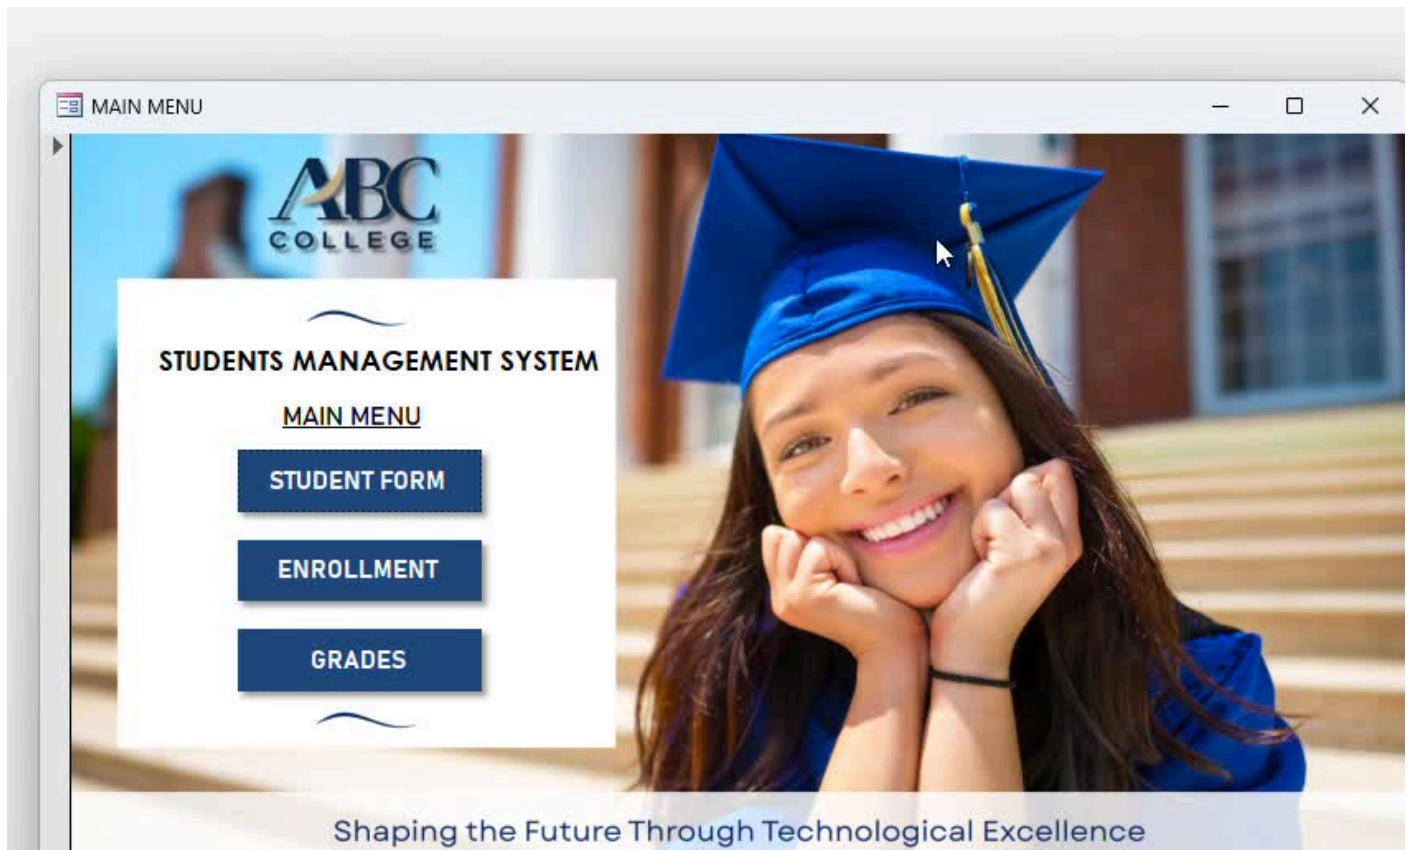 MAIN MENU
ABC
COLLEGE
STUDENTS MANAGEMENT SYSTEM
MAIN MENU
STUDENT FORM
ENROLLMENT
GRADES
Shaping the Future Through Technological Excellence